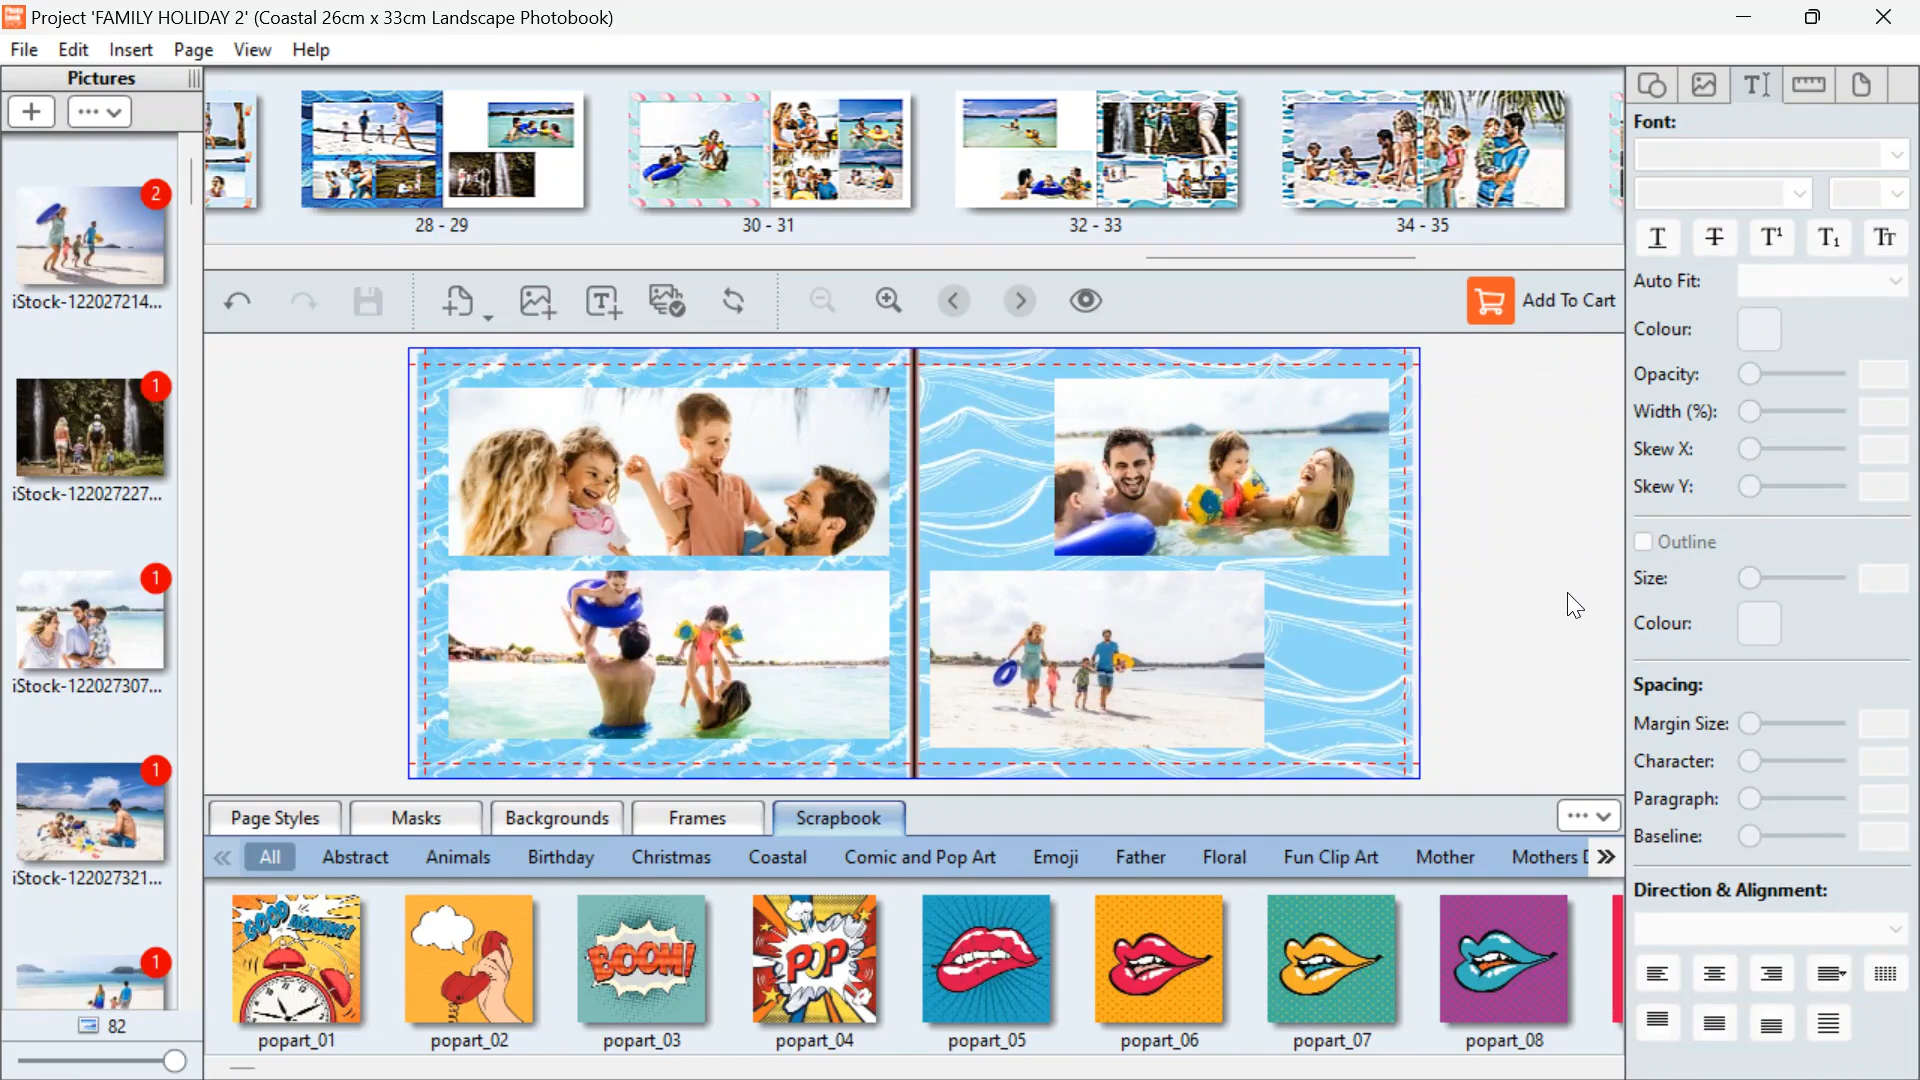 Project 'FAMILY HOLIDAY 2' (Coastal 26cm x 33cm Landscape Photobook)
File Edit Insert Page View Help
Pictures
2
iStock-122027214...
1
iStock-122027227...
1
iStock-122027307...
1
iStock-122027321...
1
82
28 - 29
30 - 31
32 - 33
34 - 35
Add To Cart
Page Styles Masks Backgrounds Frames Scrapbook
All Abstract Animals Birthday Christmas Coastal Comic and Pop Art Emoji Father Floral Fun Clip Art Mother Mothers
GOOD MORNING!
BOOM!
POP
popart_01 popart_02 popart_03 popart_04 popart_05 popart_06 popart_07 popart_08
Font:
Auto Fit:
Colour:
Opacity:
Width (%):
Skew X:
Skew Y:
Outline
Size:
Colour:
Spacing:
Margin Size:
Character:
Paragraph:
Baseline:
Direction & Alignment: